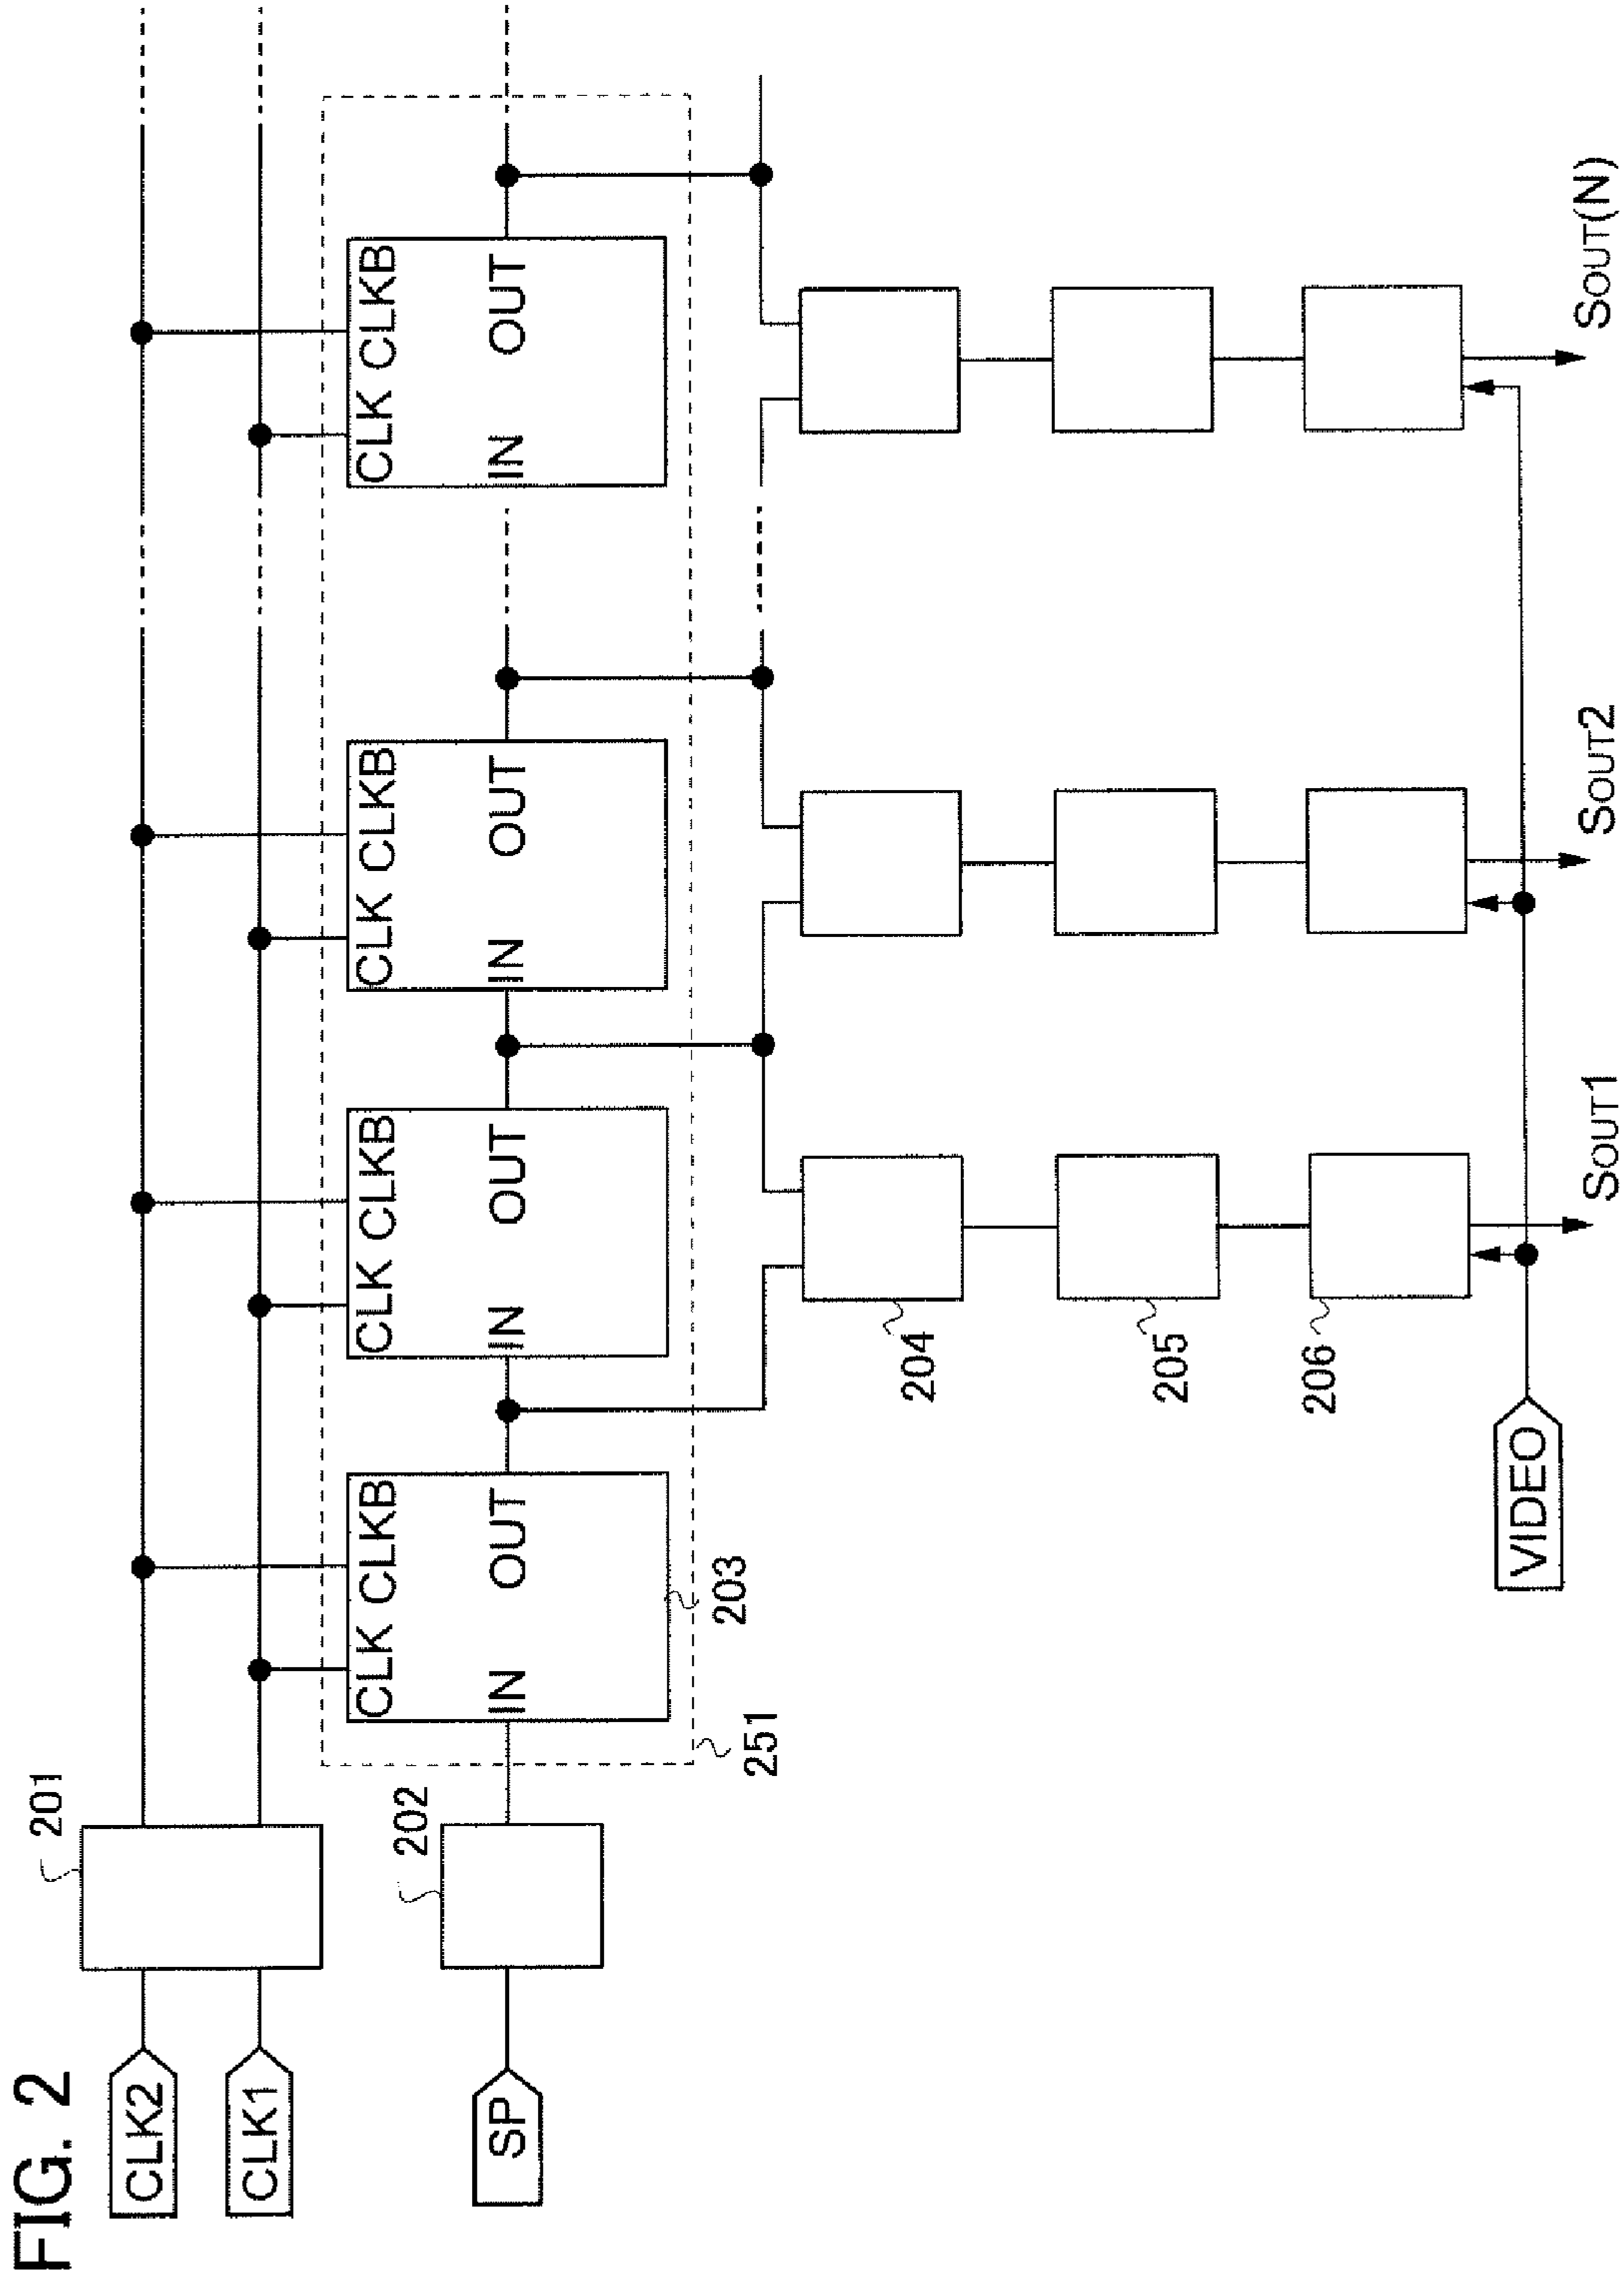 FIG. 2
CLK2
CLK1
SP
201
202
251
203
CLK CLKB
IN OUT
CLK CLKB
IN OUT
CLK CLKB
IN OUT
CLK CLKB
IN OUT
204
205
206
VIDEO
SOUT1
SOUT2
SOUT(N)